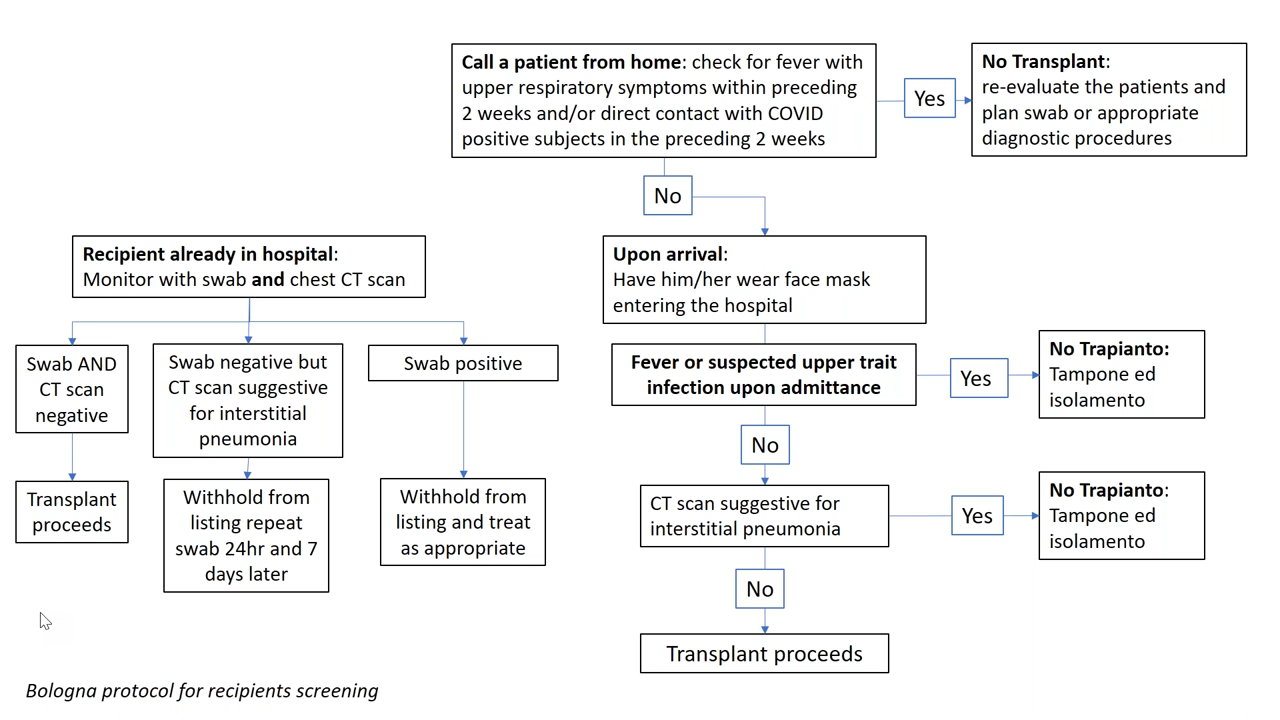 Call a patient from home: check for fever with
upper respiratory symptoms within preceding
2 weeks and/or direct contact with COVID
positive subjects in the preceding 2 weeks
Yes
No Transplant:
re-evaluate the patients and
plan swab or appropriate
diagnostic procedures
No
Recipient already in hospital:
Monitor with swab and chest CT scan
Upon arrival:
Have him/her wear face mask
entering the hospital
Swab AND
CT scan
negative
Swab negative but
CT scan suggestive
for interstitial
pneumonia
Swab positive
Fever or suspected upper trait
infection upon admittance
Yes
No Trapianto:
Tampone ed
isolamento
No
Transplant
proceeds
Withhold from
listing repeat
swab 24hr and 7
days later
Withhold from
listing and treat
as appropriate
CT scan suggestive for
interstitial pneumonia
Yes
No Trapianto:
Tampone ed
isolamento
No
Transplant proceeds
Bologna protocol for recipients screening